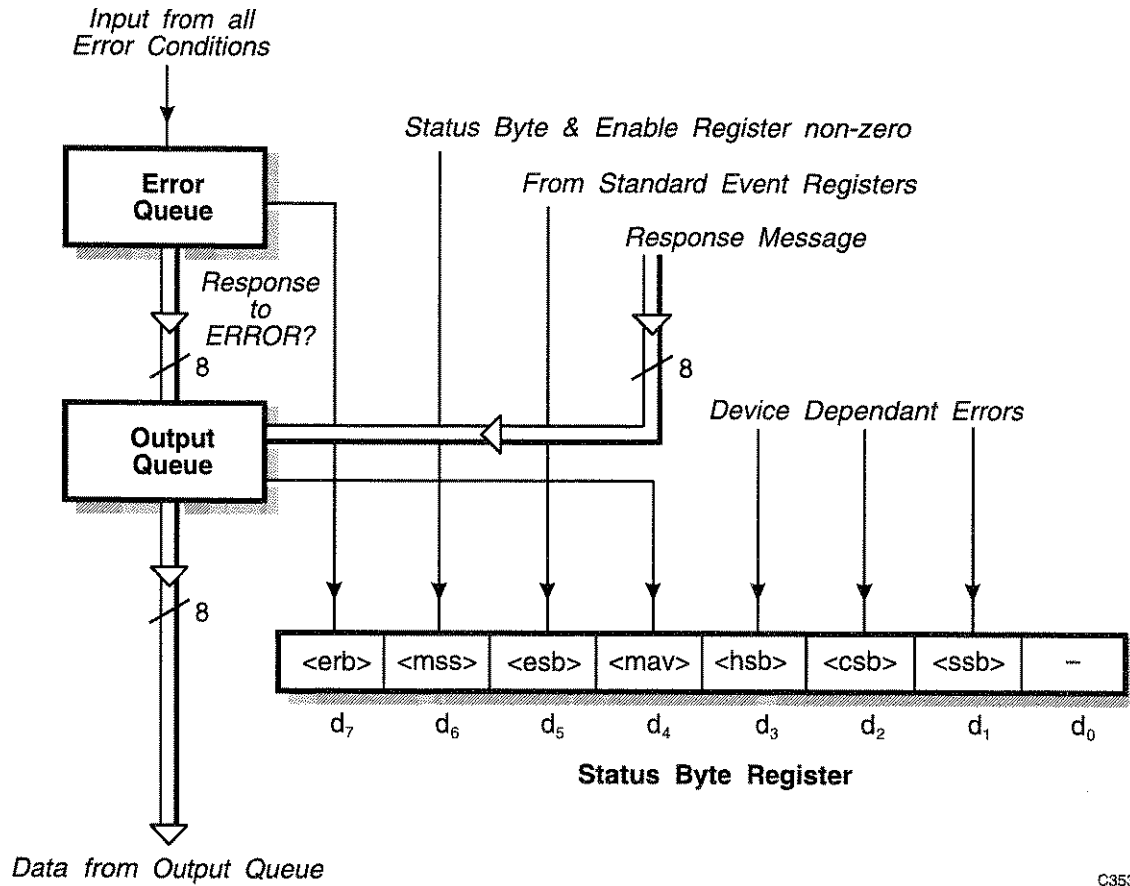 Input from all
Error Conditions
Status Byte & Enable Register non-zero
Error
Queue
From Standard Event Registers
Response Message
Response
to
ERROR?
8
8
Output
Queue
Device Dependant Errors
8
<erb> <mss> <esb> <mav> <hsb> <csb> <ssb> –
d₇ d₆ d₅ d₄ d₃ d₂ d₁ d₀
Status Byte Register
Data from Output Queue
C353